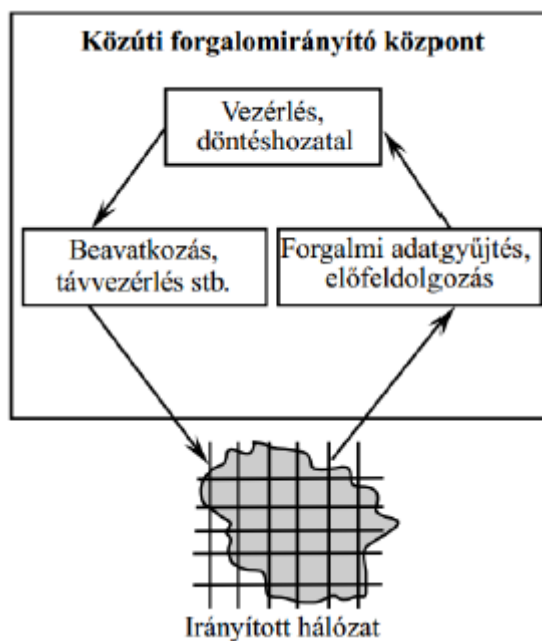 Közúti forgalomirányító központ
Vezérlés,
döntéshozatal
Beavatkozás,
távvezérlés stb.
Forgalmi adatgyűjtés,
előfeldolgozás
Irányított hálózat